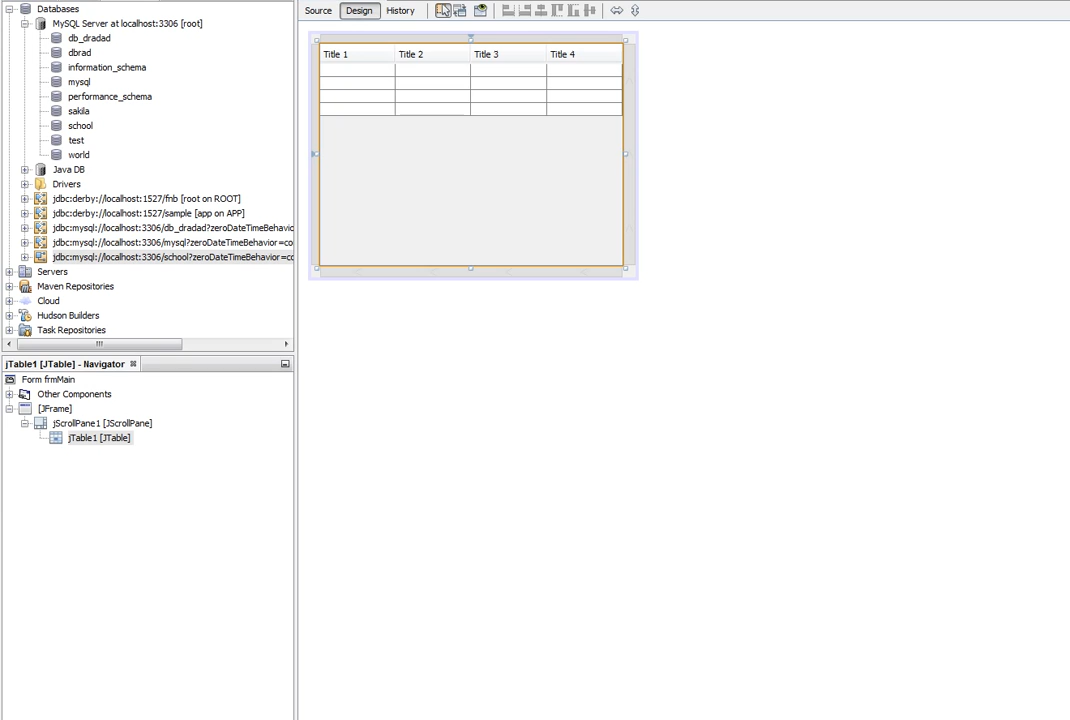 Databases
MySQL Server at localhost:3306 [root]
db_dradad
dbrad
information_schema
mysql
performance_schema
sakila
school
test
world
Java DB
Drivers
jdbc:derby://localhost:1527/fnb [root on ROOT]
jdbc:derby://localhost:1527/sample [app on APP]
jdbc:mysql://localhost:3306/db_dradad?zeroDateTimeBehavior=
jdbc:mysql://localhost:3306/mysql?zeroDateTimeBehavior=co
jdbc:mysql://localhost:3306/school?zeroDateTimeBehavior=co
Servers
Maven Repositories
Cloud
Hudson Builders
Task Repositories
jTable1 [JTable] - Navigator
Form frmMain
Other Components
[JFrame]
jScrollPane1 [JScrollPane]
jTable1 [JTable]
Source Design History
Title 1 Title 2 Title 3 Title 4